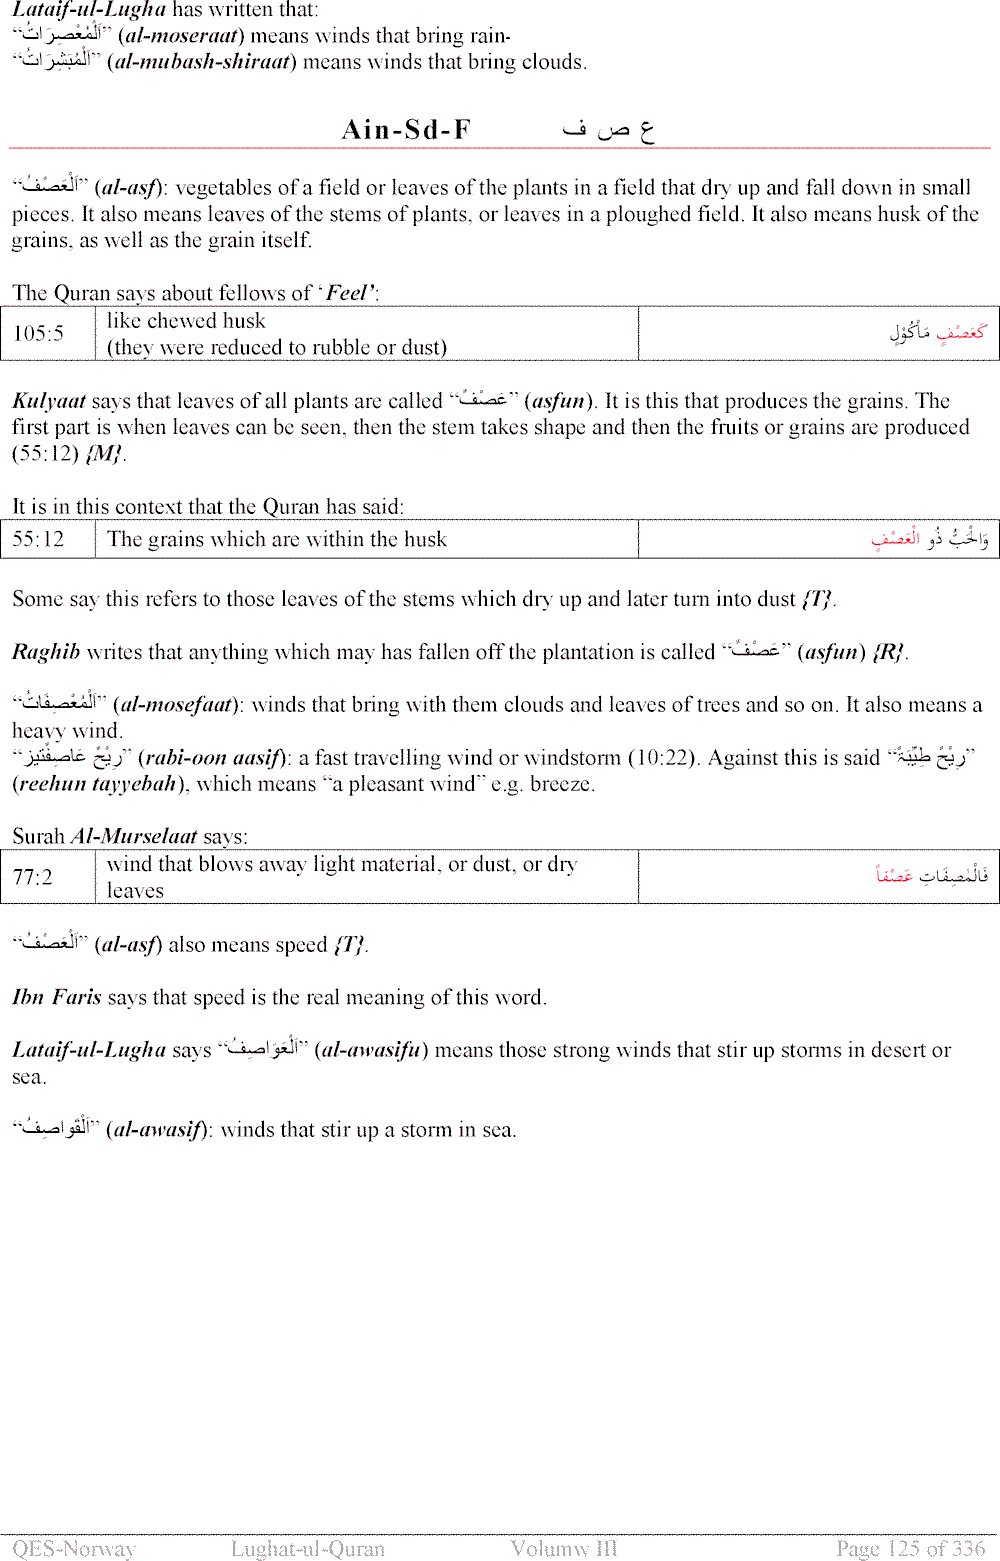 Lataif-ul-Lugha has written that:
“اَلْمُعْصِرَاتُ” (al-moseraat) means winds that bring rain-
“اَلْمُبَشِّرَاتُ” (al-mubash-shiraat) means winds that bring clouds.
Ain-Sd-F ع ص ف
“اَلْعَصْفُ” (al-asf): vegetables of a field or leaves of the plants in a field that dry up and fall down in small
pieces. It also means leaves of the stems of plants, or leaves in a ploughed field. It also means husk of the
grains, as well as the grain itself.
The Quran says about fellows of ‘Feel’:
105:5 like chewed husk
(they were reduced to rubble or dust) كَعَصْفٍ مَأْكُوْلٍ
Kulyaat says that leaves of all plants are called “عَصْفٌ” (asfun). It is this that produces the grains. The
first part is when leaves can be seen, then the stem takes shape and then the fruits or grains are produced
(55:12) {M}.
It is in this context that the Quran has said:
55:12 The grains which are within the husk وَالْحَبُّ ذُو الْعَصْفِ
Some say this refers to those leaves of the stems which dry up and later turn into dust {T}.
Raghib writes that anything which may has fallen off the plantation is called “عَصْفٌ” (asfun) {R}.
“اَلْمُعْصِفَاتُ” (al-mosefaat): winds that bring with them clouds and leaves of trees and so on. It also means a
heavy wind.
“رِيْحٌ” (rabi-oon aasif): a fast travelling wind or windstorm (10:22). Against this is said “رِيْحٌ طَيِّبَةٌ”
(reehun tayyebah), which means “a pleasant wind” e.g. breeze.
Surah Al-Murselaat says:
77:2 wind that blows away light material, or dust, or dry
leaves عَصْفاً
“اَلْعَصْفُ” (al-asf) also means speed {T}.
Ibn Faris says that speed is the real meaning of this word.
Lataif-ul-Lugha says “اَلْعَوَاصِفُ” (al-awasifu) means those strong winds that stir up storms in desert or
sea.
“اَلْقَوَاصِفُ” (al-awasif): winds that stir up a storm in sea.
QES-Norway Lughat-ul-Quran Volumw III Page 125 of 336